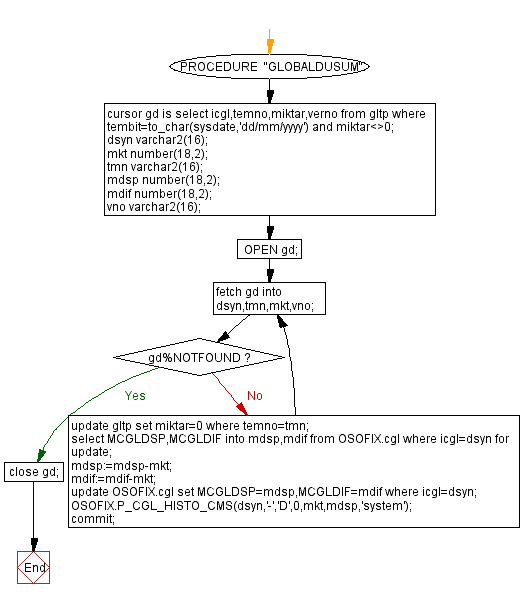 PROCEDURE "GLOBALDUSUM"
cursor gd is select icgl,temno,miktar,verno from gltp where
tembit=to_char(sysdate,'dd/mm/yyyy') and miktar<>0;
dsyn varchar2(16);
mkt number(18,2);
tmn varchar2(16);
mdsp number(18,2);
mdif number(18,2);
vno varchar2(16);
OPEN gd;
fetch gd into
dsyn,tmn,mkt,vno;
gd%NOTFOUND ?
Yes
No
update gltp set miktar=0 where temno=tmn;
select MCGLDSP,MCGLDIF into mdsp,mdif from OSOFIX.cgl where icgl=dsyn for
update;
mdsp:=mdsp-mkt;
mdif:=mdif-mkt;
update OSOFIX.cgl set MCGLDSP=mdsp,MCGLDIF=mdif where icgl=dsyn;
OSOFIX.P_CGL_HISTO_CMS(dsyn,'-','D',0,mkt,mdsp,'system');
commit;
close gd;
End